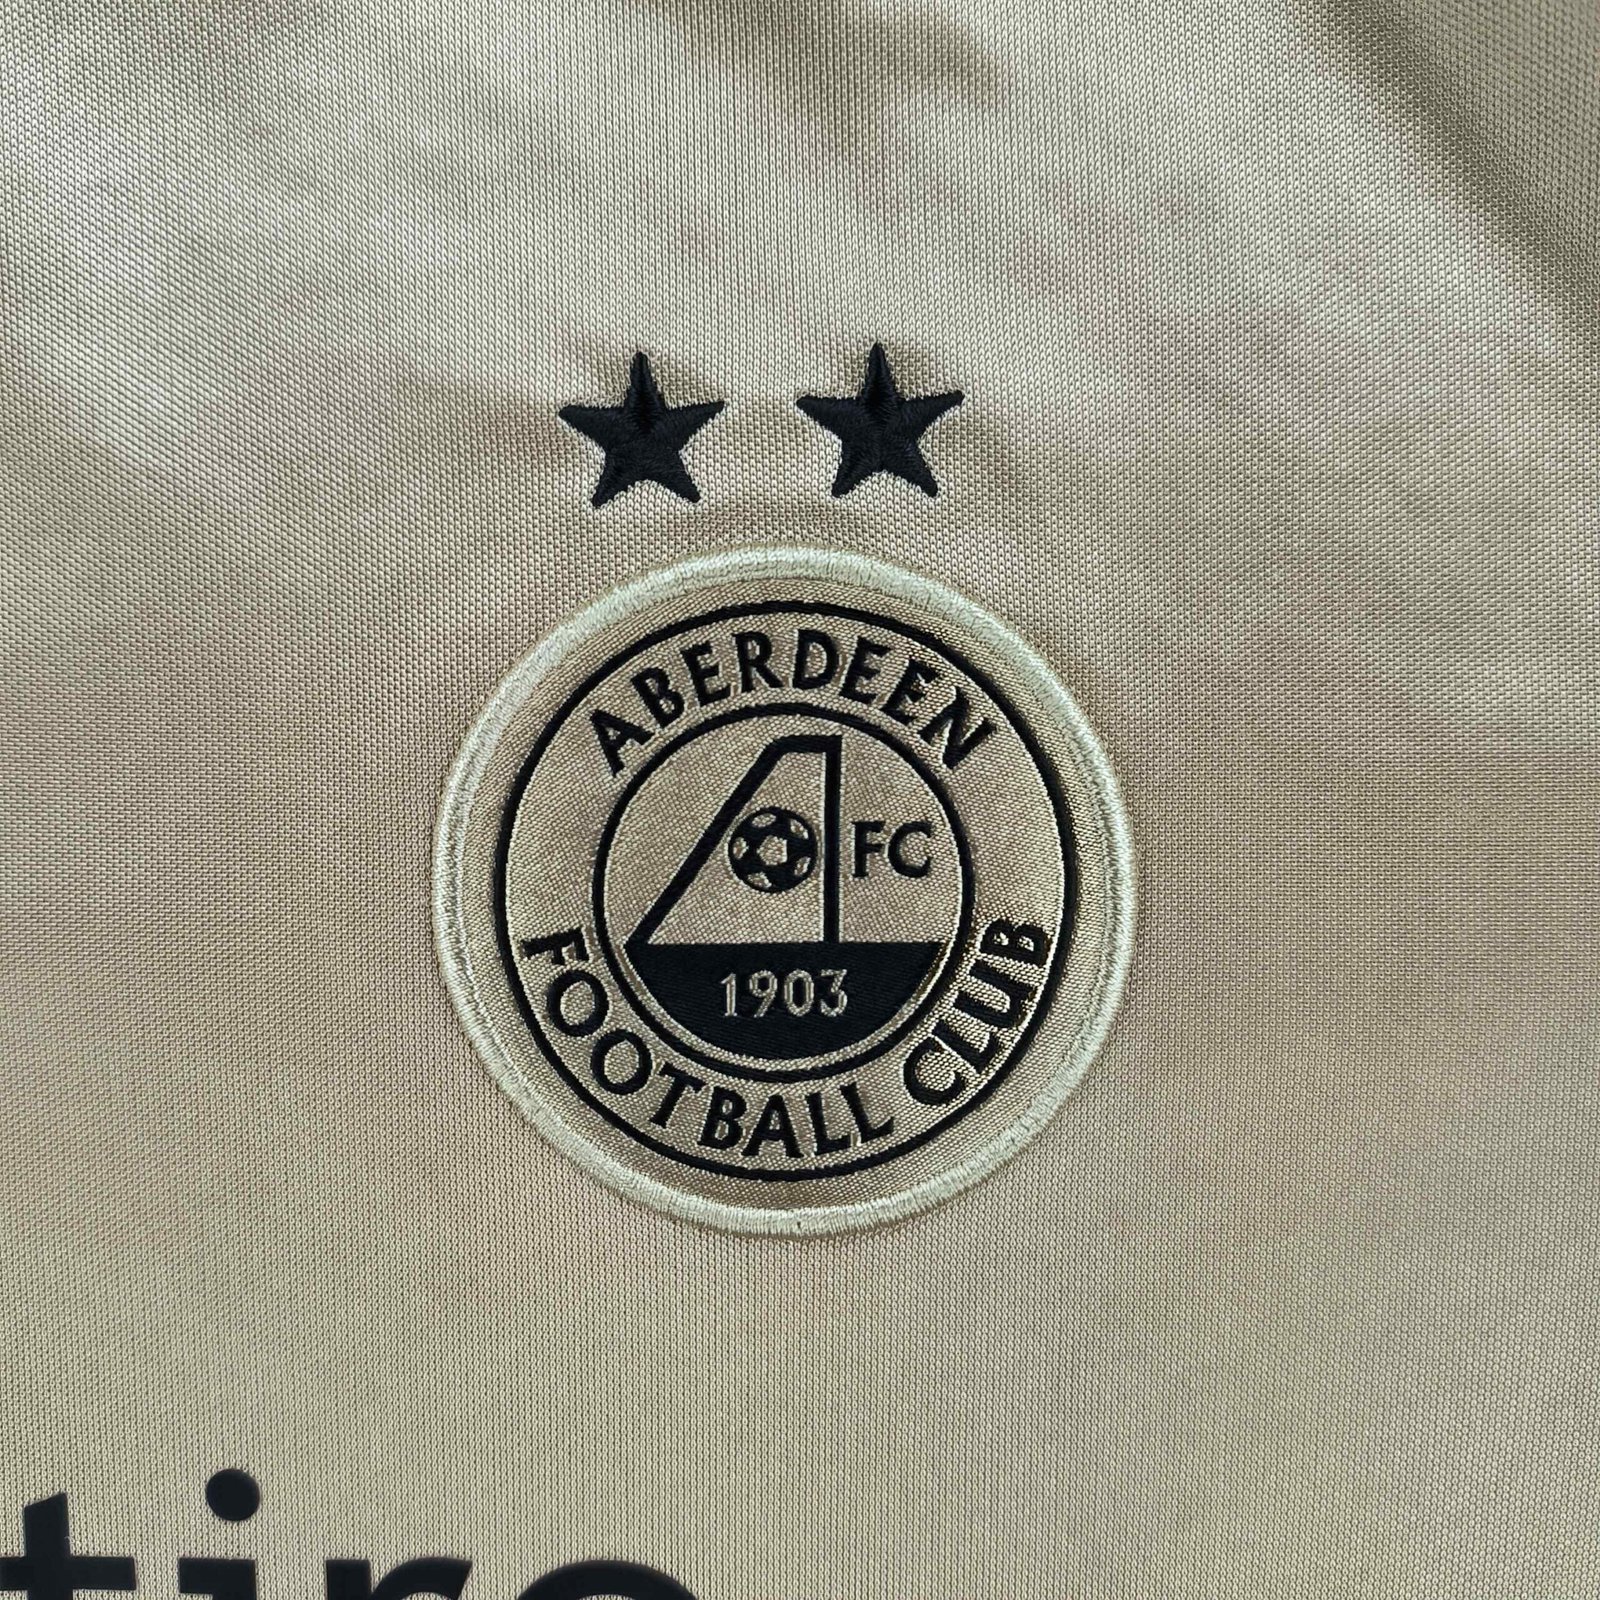 ABERDEEN
FC
1903
FOOTBALL CLUB